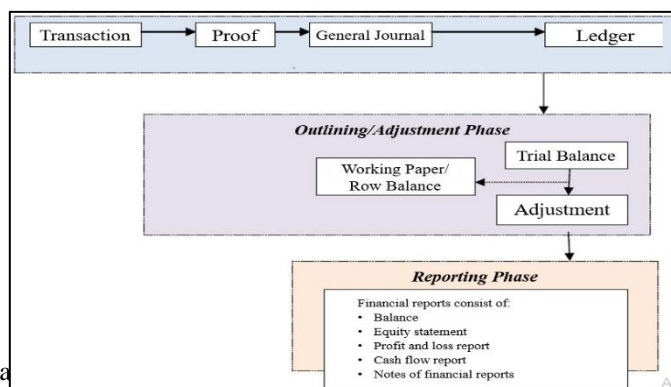 Transaction Proof General Journal Ledger
Outlining/Adjustment Phase
Trial Balance
Working Paper/
Row Balance
Adjustment
Reporting Phase
Financial reports consist of:
• Balance
• Equity statement
• Profit and loss report
• Cash flow report
• Notes of financial reports
a